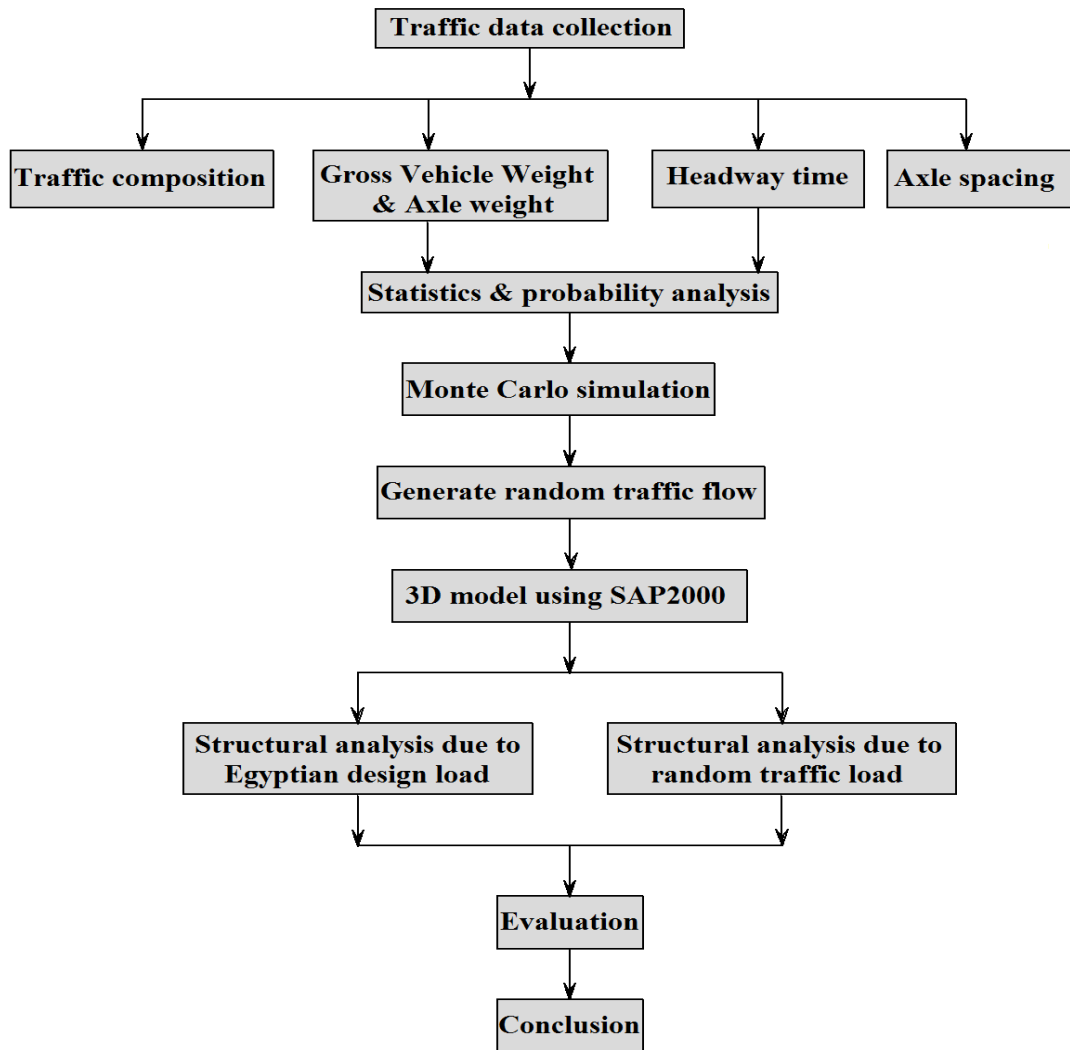 Traffic data collection
Traffic composition
Gross Vehicle Weight
& Axle weight
Headway time
Axle spacing
Statistics & probability analysis
Monte Carlo simulation
Generate random traffic flow
3D model using SAP2000
Structural analysis due to
Egyptian design load
Structural analysis due to
random traffic load
Evaluation
Conclusion